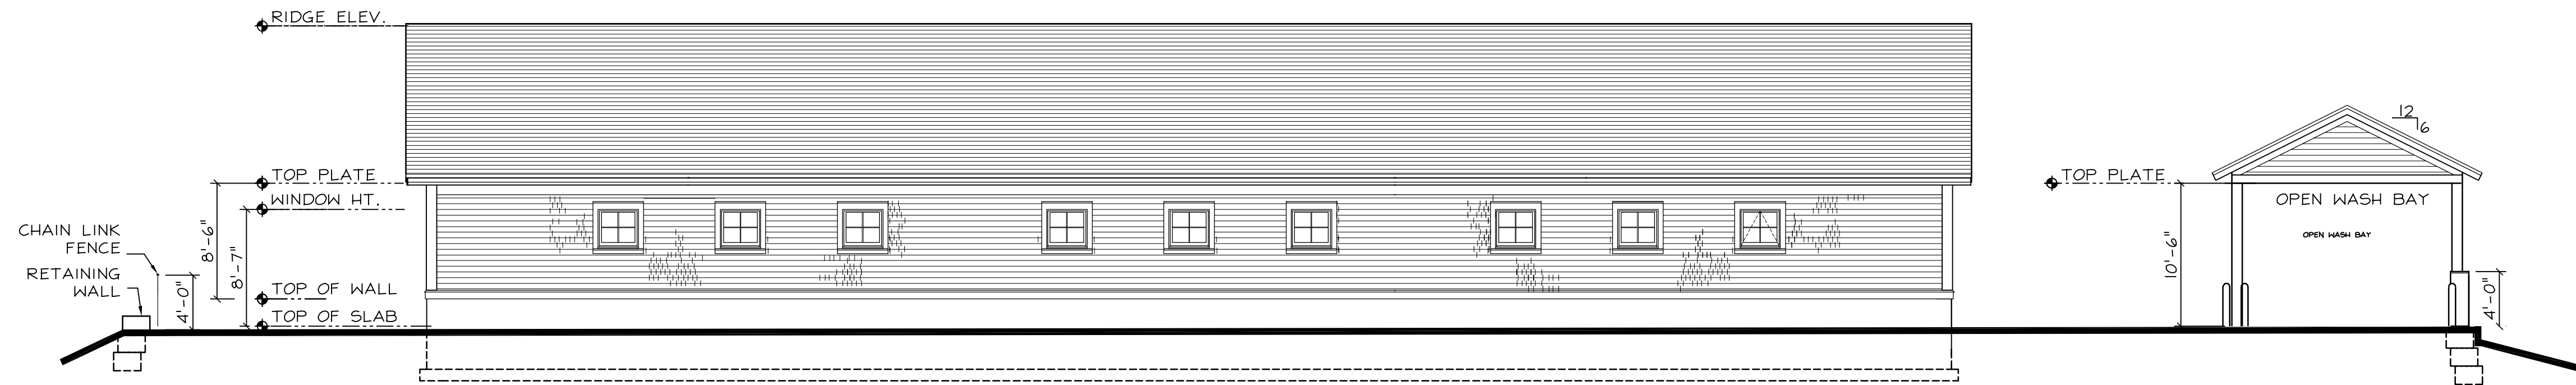 RIDGE ELEV.
TOP PLATE
WINDOW HT.
CHAIN LINK
FENCE
RETAINING
WALL
4'-0"
8'-6"
8'-7"
TOP OF WALL
TOP OF SLAB
TOP PLATE
10'-6"
12
6
OPEN WASH BAY
OPEN WASH BAY
4'-0"